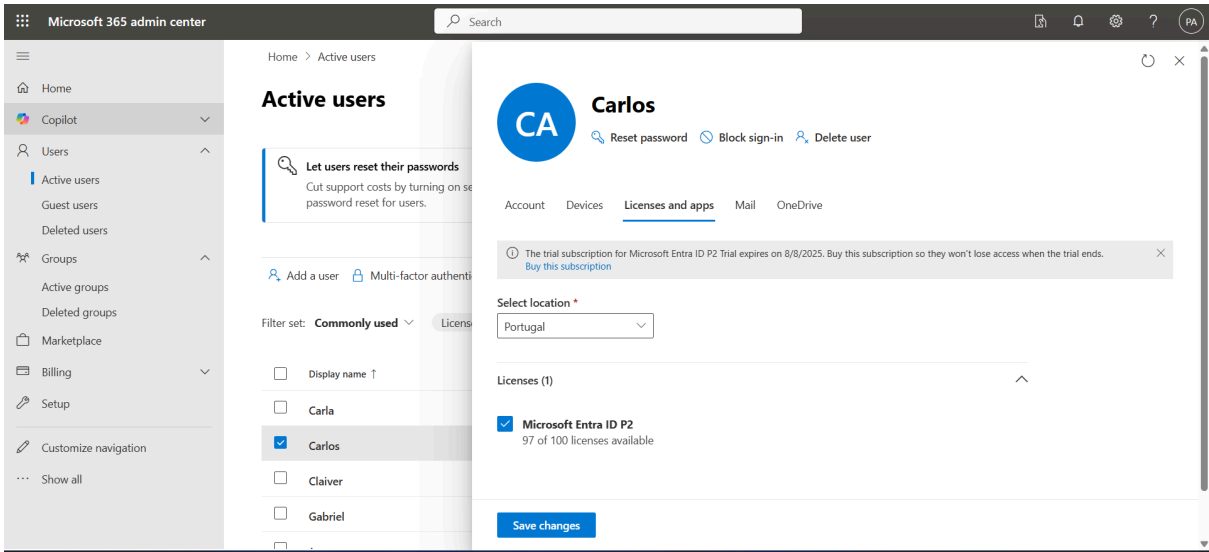 Microsoft 365 admin center
Search
PA
Home
Copilot
Users
Active users
Guest users
Deleted users
Groups
Active groups
Deleted groups
Marketplace
Billing
Setup
Customize navigation
Show all
Home > Active users
Active users
Let users reset their passwords
Cut support costs by turning on se
password reset for users.
Add a user Multi-factor authenti
Filter set: Commonly used License
Display name ↑
Carla
Carlos
Claiver
Gabriel
CA
Carlos
Reset password Block sign-in Delete user
Account Devices Licenses and apps Mail OneDrive
The trial subscription for Microsoft Entra ID P2 Trial expires on 8/8/2025. Buy this subscription so they won't lose access when the trial ends.
Buy this subscription
Select location *
Portugal
Licenses (1)
Microsoft Entra ID P2
97 of 100 licenses available
Save changes